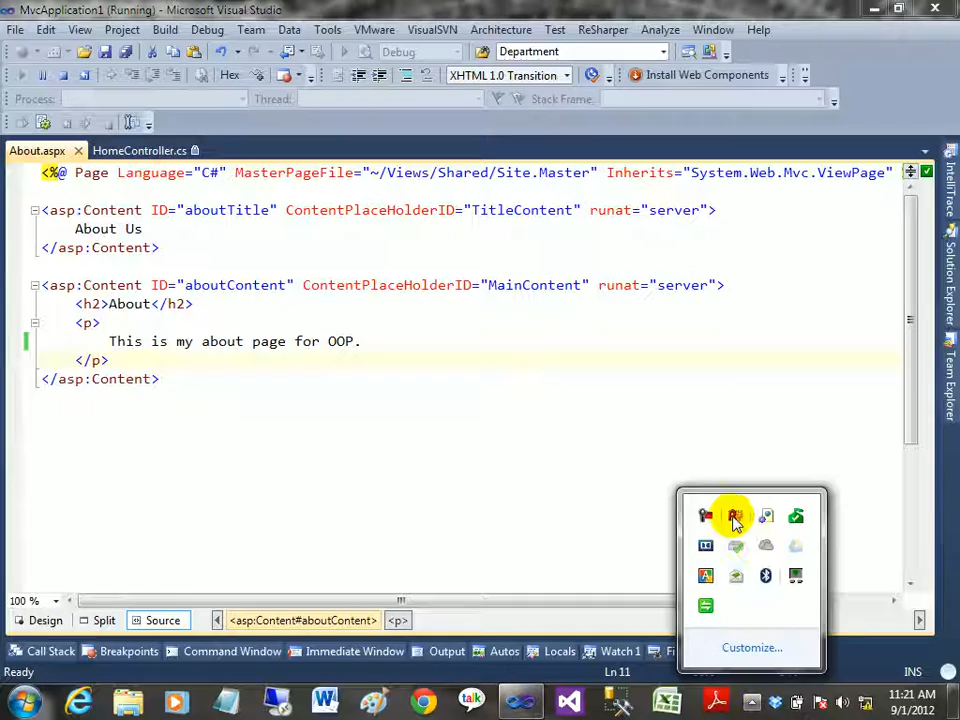 MvcApplication1 (Running) - Microsoft Visual Studio
File Edit View Project Build Debug Team Data Tools VMware VisualSVN Architecture Test ReSharper Analyze Window Help
Debug Department
Hex XHTML 1.0 Transition Install Web Components
Process: Thread: Stack Frame:
About.aspx HomeController.cs
<%@ Page Language="C#" MasterPageFile="~/Views/Shared/Site.Master" Inherits="System.Web.Mvc.ViewPage"
<asp:Content ID="aboutTitle" ContentPlaceHolderID="TitleContent" runat="server">
About Us
</asp:Content>
<asp:Content ID="aboutContent" ContentPlaceHolderID="MainContent" runat="server">
<h2>About</h2>
<p>
This is my about page for OOP.
</p>
</asp:Content>
IntelliTrace
Solution Explorer
Team Explorer
Customize...
100 %
Design Split Source <asp:Content#aboutContent> <p>
Call Stack Breakpoints Command Window Immediate Window Output Autos Locals Watch 1 Fi
Ready Ln 11 INS
talk
11:21 AM
9/1/2012